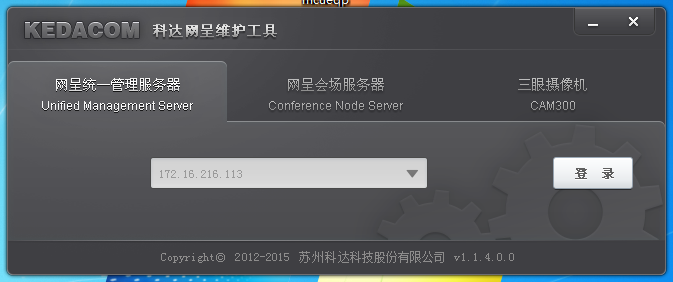 mcueqp
KEDACOM 科达网呈维护工具
网呈统一管理服务器
Unified Management Server
网呈会场服务器
Conference Node Server
三眼摄像机
CAM300
172.16.216.113
登 录
Copyright© 2012-2015 苏州科达科技股份有限公司 v1.1.4.0.0